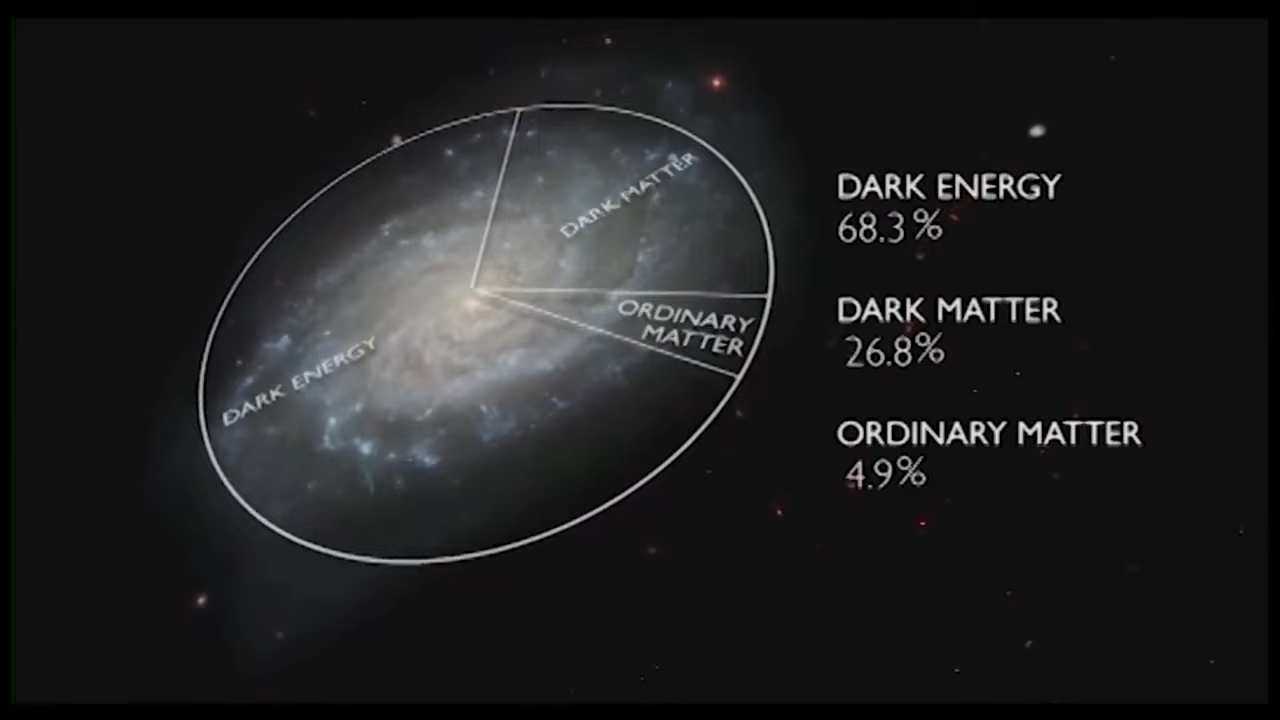 DARK MATTER
ORDINARY
MATTER
DARK ENERGY
DARK ENERGY
68.3%
DARK MATTER
26.8%
ORDINARY MATTER
4.9%